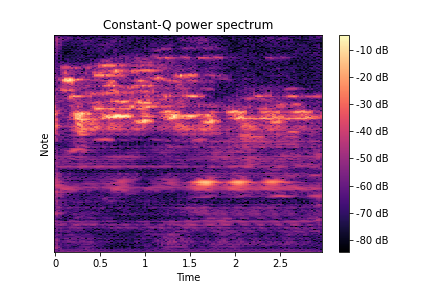 Constant-Q power spectrum
Note
-10 dB
-20 dB
-30 dB
-40 dB
-50 dB
-60 dB
-70 dB
-80 dB
0
0.5
1
1.5
2
2.5
Time